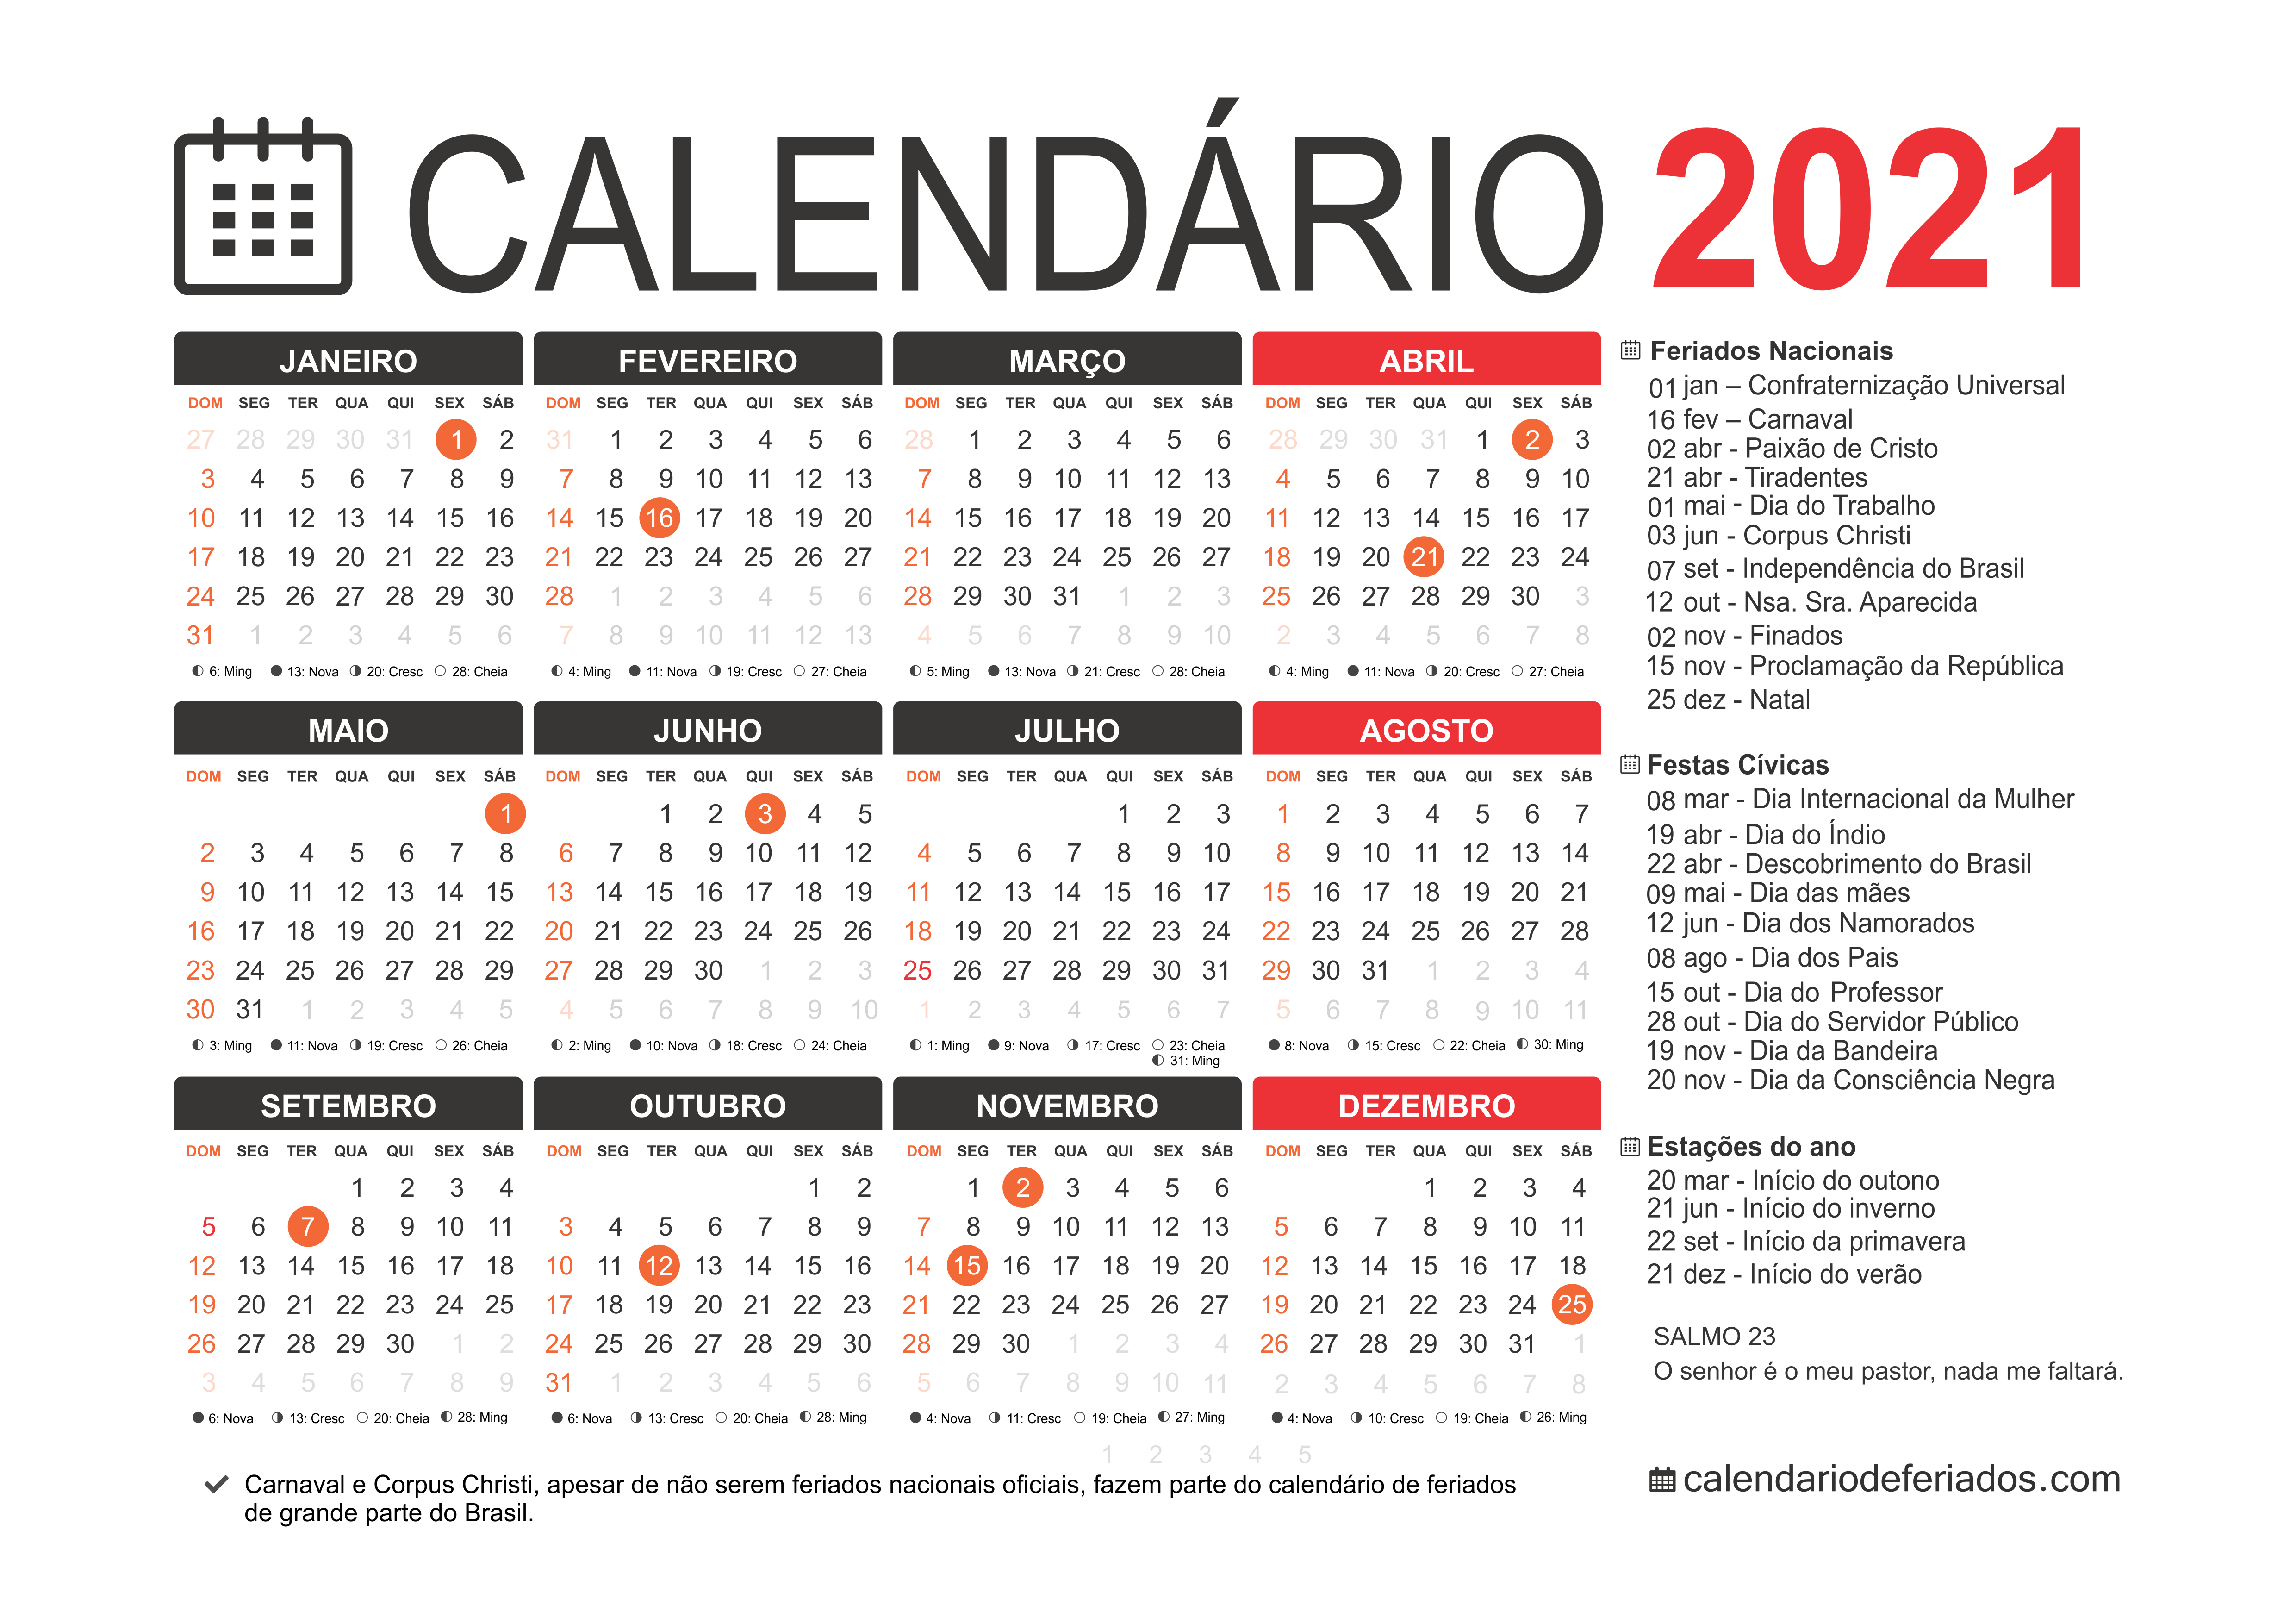 CALENDÁRIO 2021
JANEIRO
DOM SEG TER QUA QUI SEX SÁB
27 28 29 30 31 1 2
3 4 5 6 7 8 9
10 11 12 13 14 15 16
17 18 19 20 21 22 23
24 25 26 27 28 29 30
31 1 2 3 4 5 6
6: Ming 13: Nova 20: Cresc 28: Cheia
FEVEREIRO
DOM SEG TER QUA QUI SEX SÁB
31 1 2 3 4 5 6
7 8 9 10 11 12 13
14 15 16 17 18 19 20
21 22 23 24 25 26 27
28 1 2 3 4 5 6
7 8 9 10 11 12 13
4: Ming 11: Nova 19: Cresc 27: Cheia
MARÇO
DOM SEG TER QUA QUI SEX SÁB
28 1 2 3 4 5 6
7 8 9 10 11 12 13
14 15 16 17 18 19 20
21 22 23 24 25 26 27
28 29 30 31 1 2 3
4 5 6 7 8 9 10
5: Ming 13: Nova 21: Cresc 28: Cheia
ABRIL
DOM SEG TER QUA QUI SEX SÁB
28 29 30 31 1 2 3
4 5 6 7 8 9 10
11 12 13 14 15 16 17
18 19 20 21 22 23 24
25 26 27 28 29 30 3
2 3 4 5 6 7 8
4: Ming 11: Nova 20: Cresc 27: Cheia
MAIO
DOM SEG TER QUA QUI SEX SÁB
1
2 3 4 5 6 7 8
9 10 11 12 13 14 15
16 17 18 19 20 21 22
23 24 25 26 27 28 29
30 31 1 2 3 4 5
3: Ming 11: Nova 19: Cresc 26: Cheia
JUNHO
DOM SEG TER QUA QUI SEX SÁB
1 2 3 4 5
6 7 8 9 10 11 12
13 14 15 16 17 18 19
20 21 22 23 24 25 26
27 28 29 30 1 2 3
4 5 6 7 8 9 10
2: Ming 10: Nova 18: Cresc 24: Cheia
JULHO
DOM SEG TER QUA QUI SEX SÁB
1 2 3
4 5 6 7 8 9 10
11 12 13 14 15 16 17
18 19 20 21 22 23 24
25 26 27 28 29 30 31
1 2 3 4 5 6 7
1: Ming 9: Nova 17: Cresc 23: Cheia
31: Ming
AGOSTO
DOM SEG TER QUA QUI SEX SÁB
1 2 3 4 5 6 7
8 9 10 11 12 13 14
15 16 17 18 19 20 21
22 23 24 25 26 27 28
29 30 31 1 2 3 4
5 6 7 8 9 10 11
8: Nova 15: Cresc 22: Cheia 30: Ming
SETEMBRO
DOM SEG TER QUA QUI SEX SÁB
1 2 3 4
5 6 7 8 9 10 11
12 13 14 15 16 17 18
19 20 21 22 23 24 25
26 27 28 29 30 1 2
3 4 5 6 7 8 9
6: Nova 13: Cresc 20: Cheia 28: Ming
OUTUBRO
DOM SEG TER QUA QUI SEX SÁB
1 2
3 4 5 6 7 8 9
10 11 12 13 14 15 16
17 18 19 20 21 22 23
24 25 26 27 28 29 30
31 1 2 3 4 5 6
6: Nova 13: Cresc 20: Cheia 28: Ming
NOVEMBRO
DOM SEG TER QUA QUI SEX SÁB
1 2 3 4 5 6
7 8 9 10 11 12 13
14 15 16 17 18 19 20
21 22 23 24 25 26 27
28 29 30 1 2 3 4
5 6 7 8 9 10 11
4: Nova 11: Cresc 19: Cheia 27: Ming
DEZEMBRO
DOM SEG TER QUA QUI SEX SÁB
1 2 3 4
5 6 7 8 9 10 11
12 13 14 15 16 17 18
19 20 21 22 23 24 25
26 27 28 29 30 31 1
2 3 4 5 6 7 8
4: Nova 10: Cresc 19: Cheia 26: Ming
1 2 3 4 5
Carnaval e Corpus Christi, apesar de não serem feriados nacionais oficiais, fazem parte do calendário de feriados
de grande parte do Brasil.
Feriados Nacionais
01 jan – Confraternização Universal
16 fev – Carnaval
02 abr - Paixão de Cristo
21 abr - Tiradentes
01 mai - Dia do Trabalho
03 jun - Corpus Christi
07 set - Independência do Brasil
12 out - Nsa. Sra. Aparecida
02 nov - Finados
15 nov - Proclamação da República
25 dez - Natal
Festas Cívicas
08 mar - Dia Internacional da Mulher
19 abr - Dia do Índio
22 abr - Descobrimento do Brasil
09 mai - Dia das mães
12 jun - Dia dos Namorados
08 ago - Dia dos Pais
15 out - Dia do Professor
28 out - Dia do Servidor Público
19 nov - Dia da Bandeira
20 nov - Dia da Consciência Negra
Estações do ano
20 mar - Início do outono
21 jun - Início do inverno
22 set - Início da primavera
21 dez - Início do verão
SALMO 23
O senhor é o meu pastor, nada me faltará.
calendariodeferiados.com